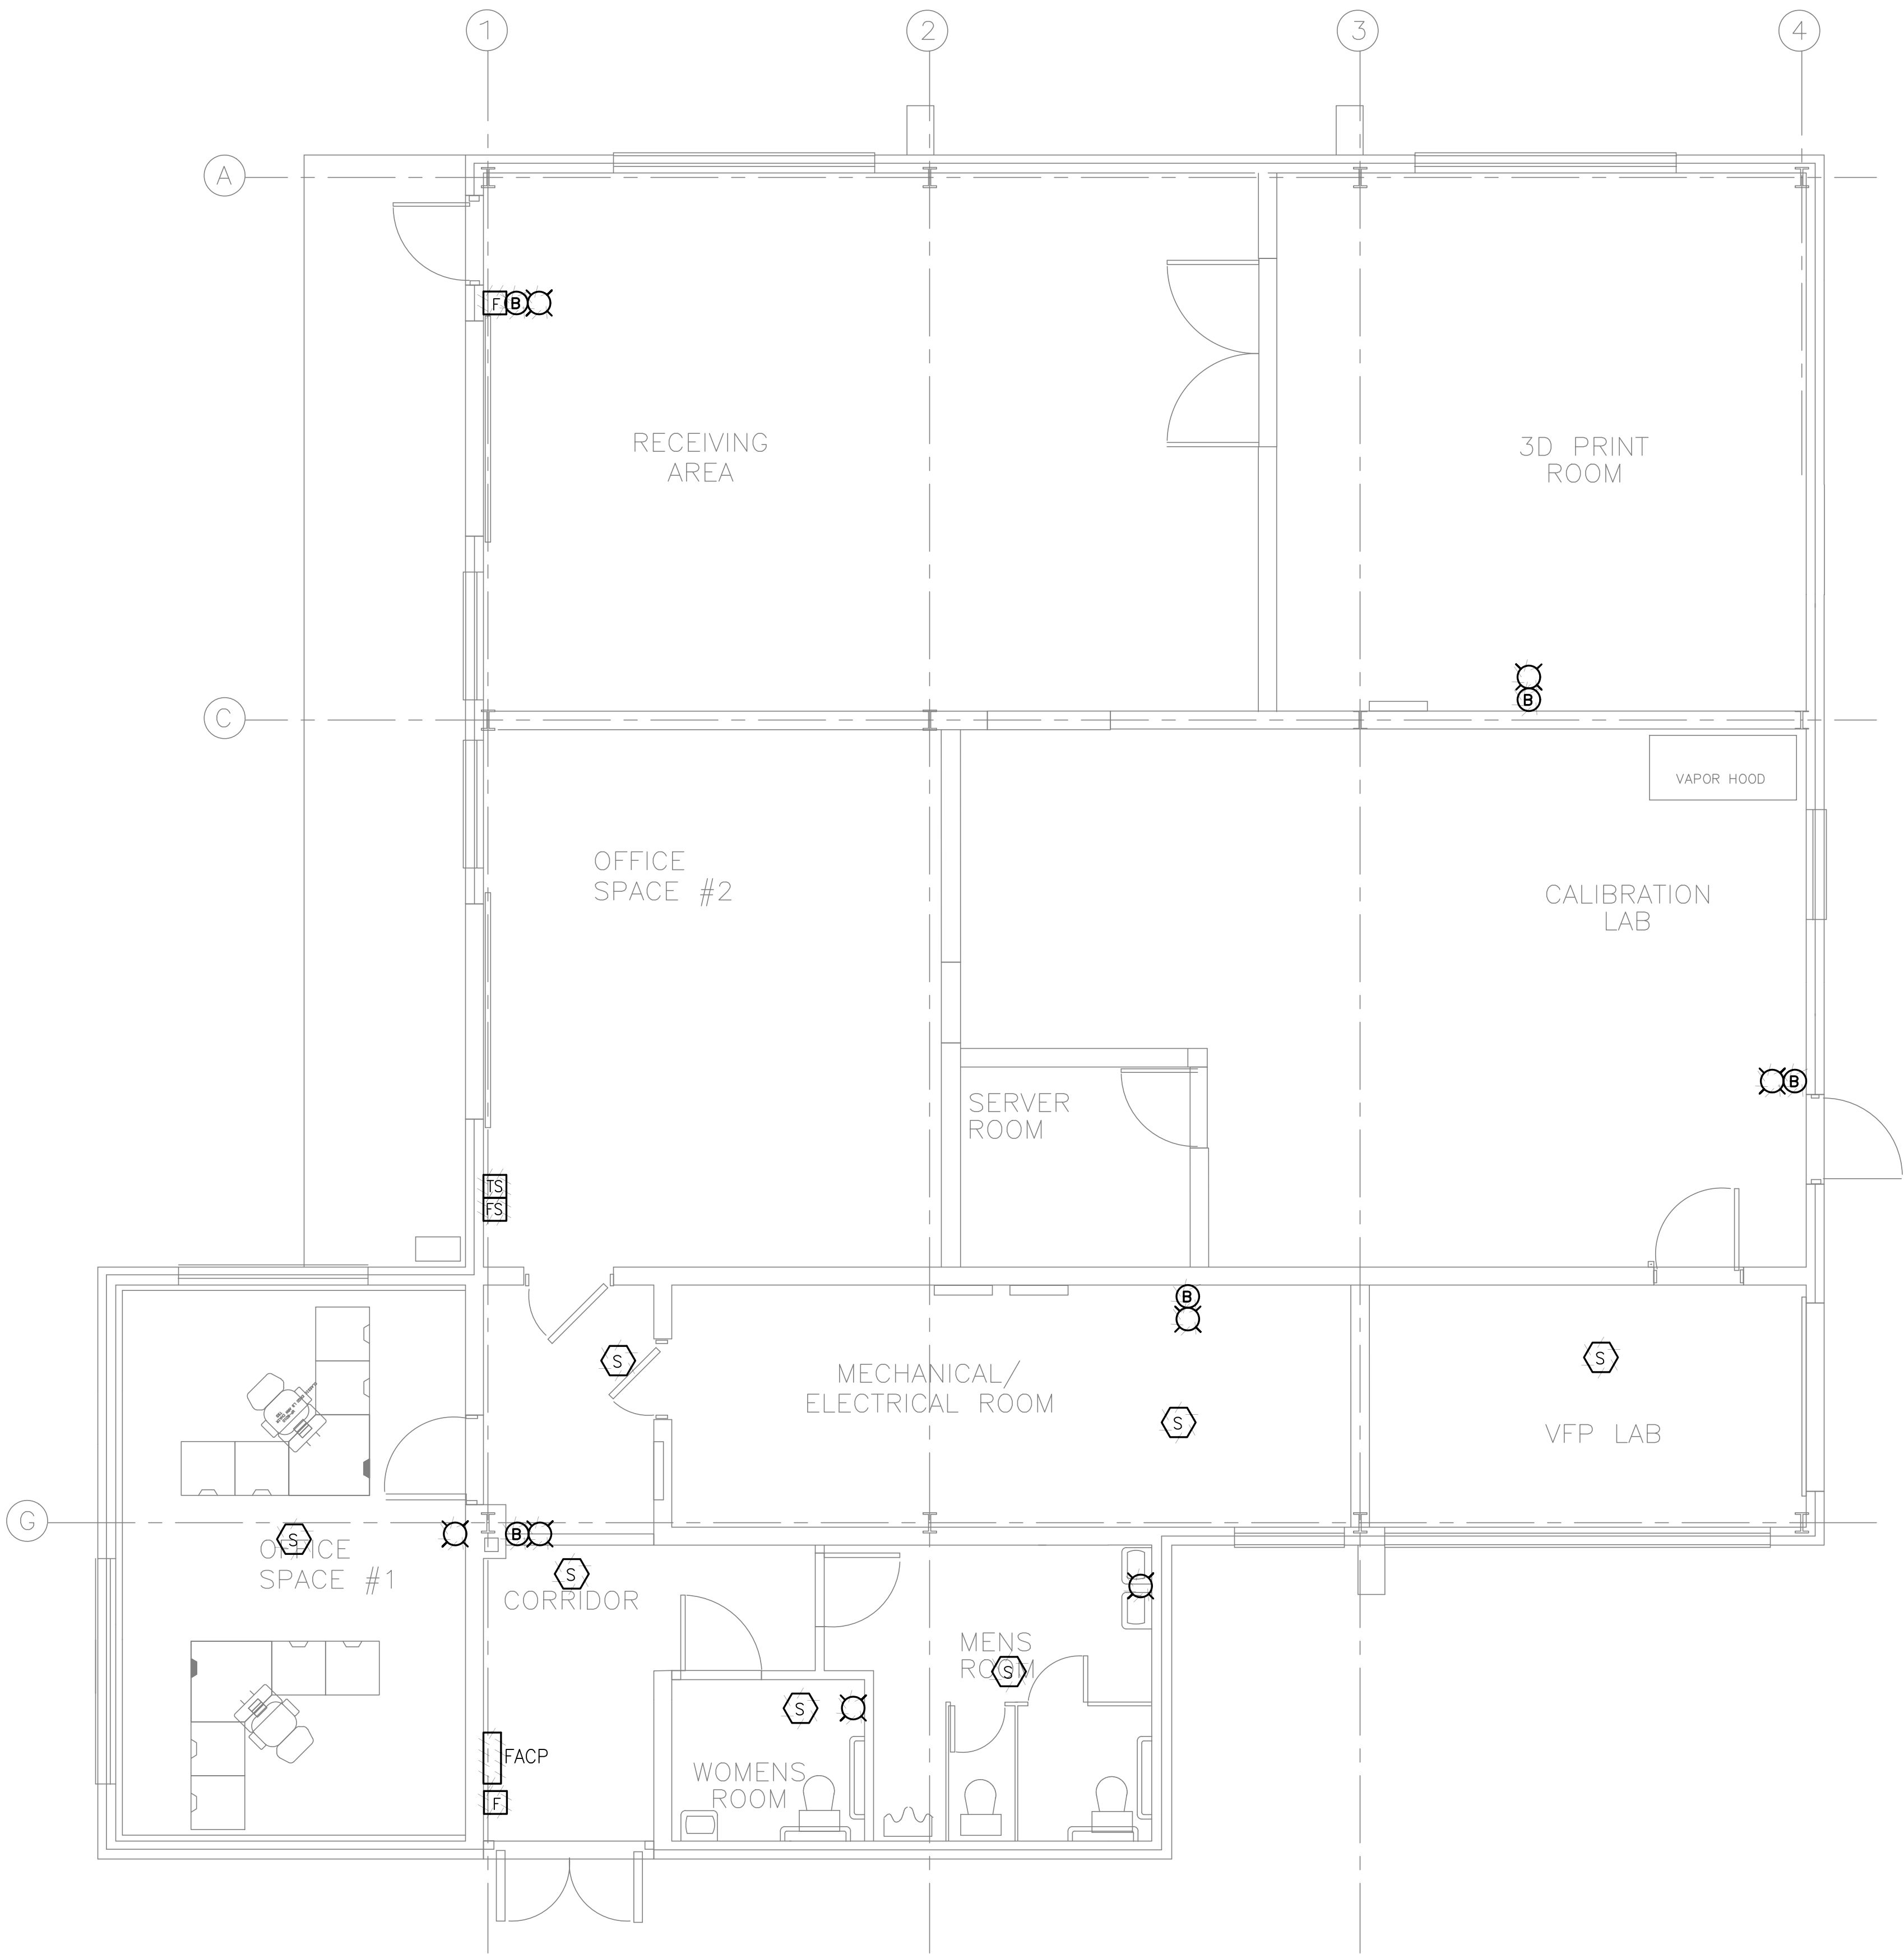 1
2
3
4
A
F
B
RECEIVING
AREA
3D PRINT
ROOM
B
C
VAPOR HOOD
OFFICE
SPACE #2
CALIBRATION
LAB
B
SERVER
ROOM
TS
FS
B
S
S
MECHANICAL/
ELECTRICAL ROOM
S
VFP LAB
G
S
OFFICE
SPACE #1
B
S
CORRIDOR
MENS
ROOM
S
S
FACP
F
WOMENS
ROOM